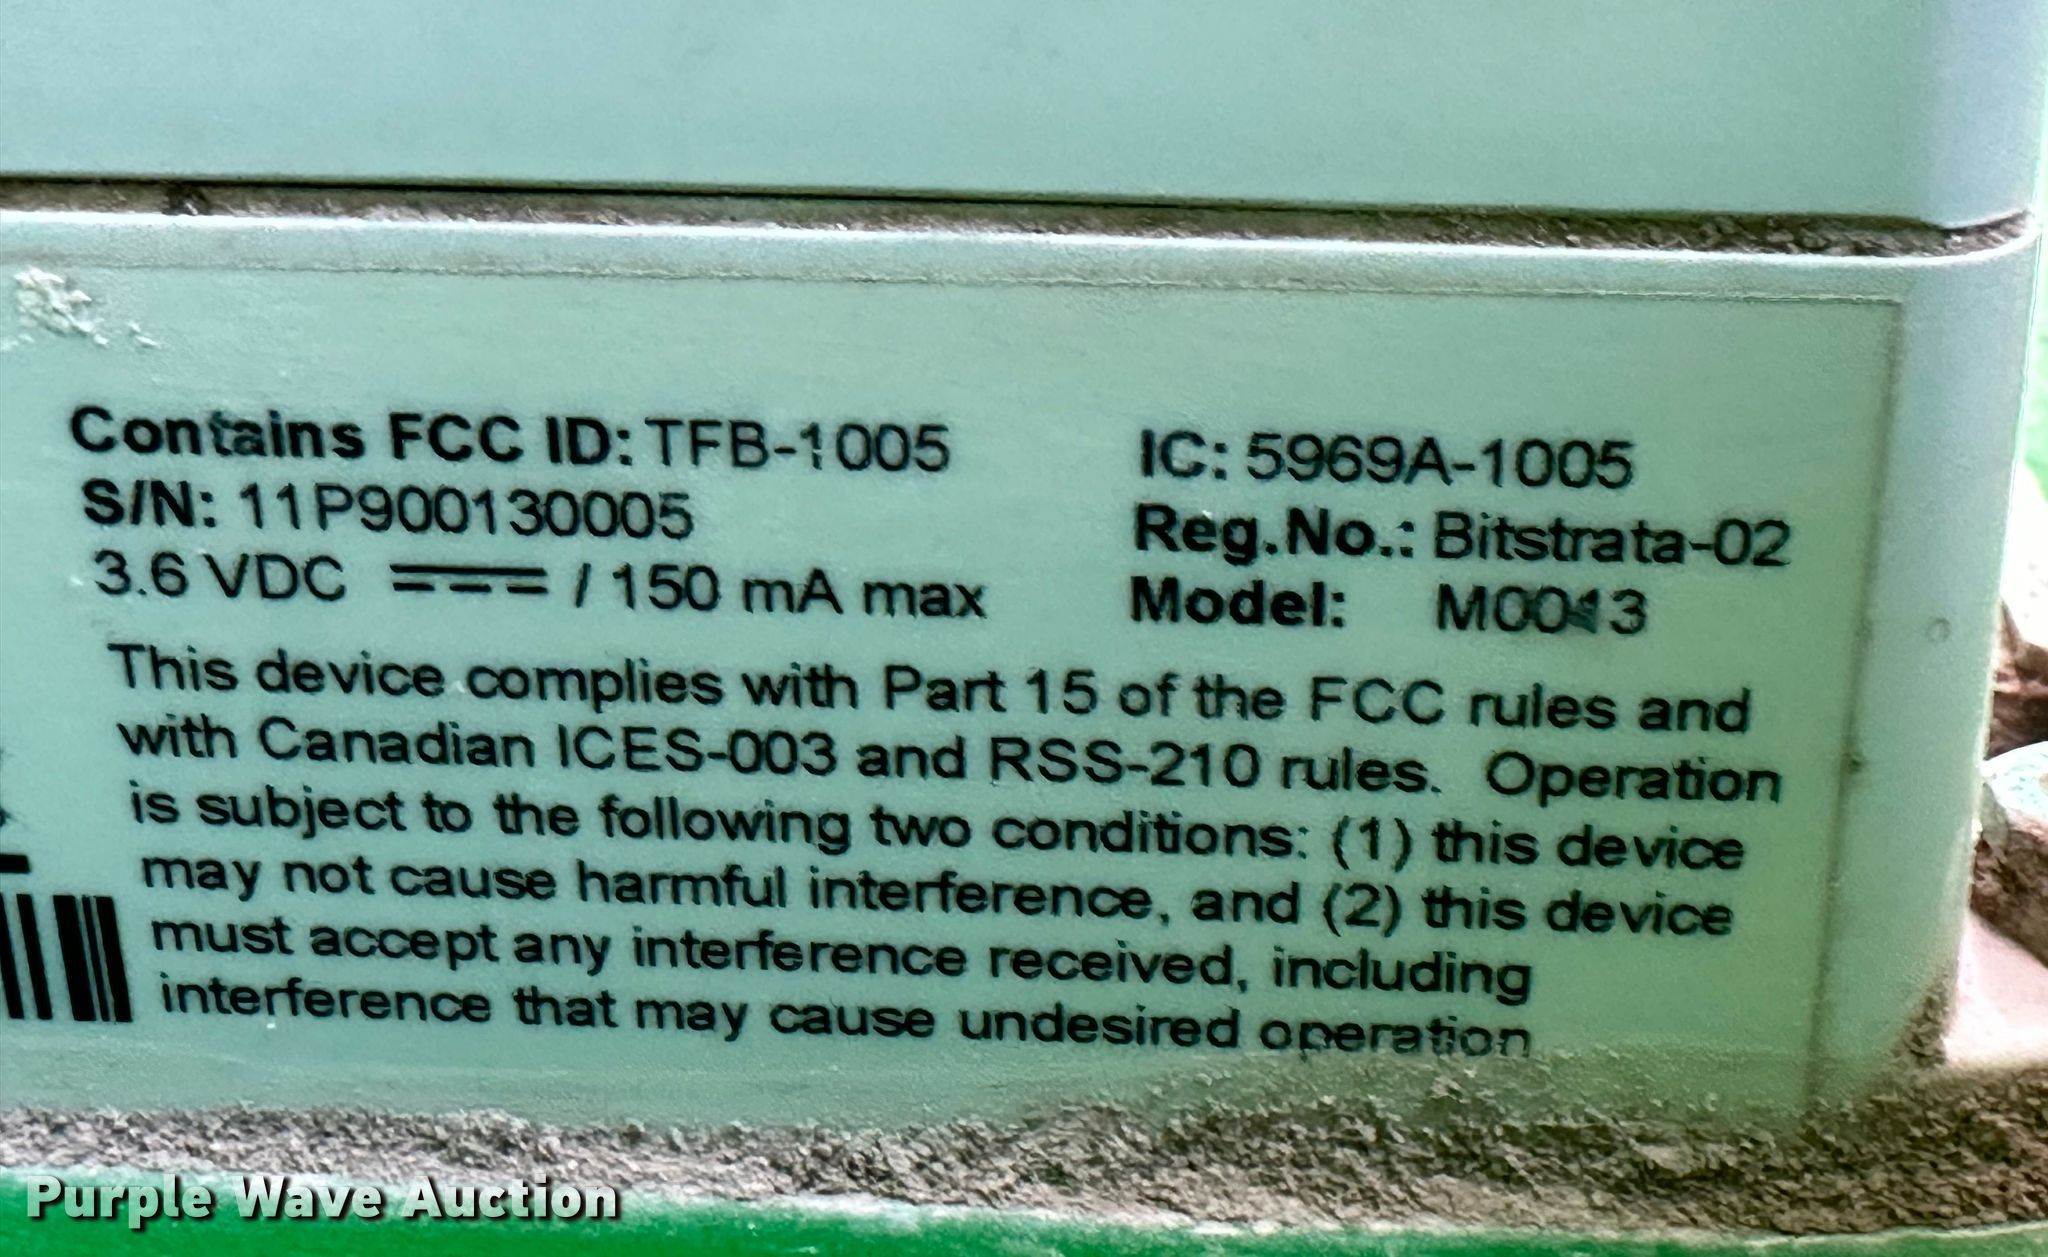 Contains FCC ID: TFB-1005 IC: 5969A-1005
S/N: 11P900130005 Reg.No.: Bitstrata-02
3.6 VDC / 150 mA max Model: M0013
This device complies with Part 15 of the FCC rules and
with Canadian ICES-003 and RSS-210 rules. Operation
is subject to the following two conditions: (1) this device
may not cause harmful interference, and (2) this device
must accept any interference received, including
interference that may cause undesired operation
Purple Wave Auction